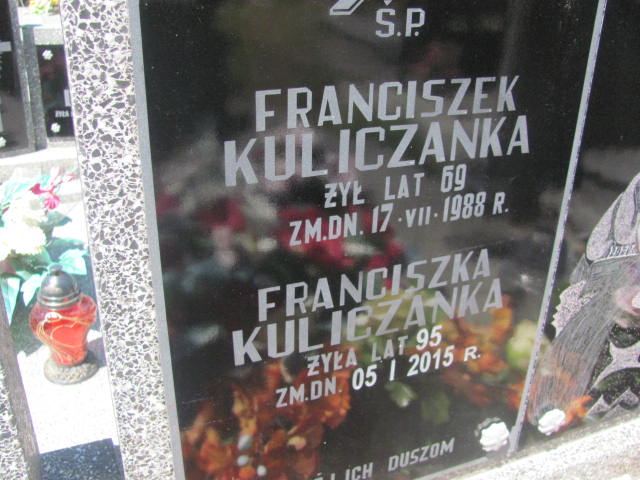 Ś.P.
FRANCISZEK
KULICZANKA
ŻYŁ LAT 69
ZM.DN. 17·VII·1988 R.
FRANCISZKA
KULICZANKA
ŻYŁA LAT 95
ZM.DN. 05 I 2015 R.
ICH DUSZOM